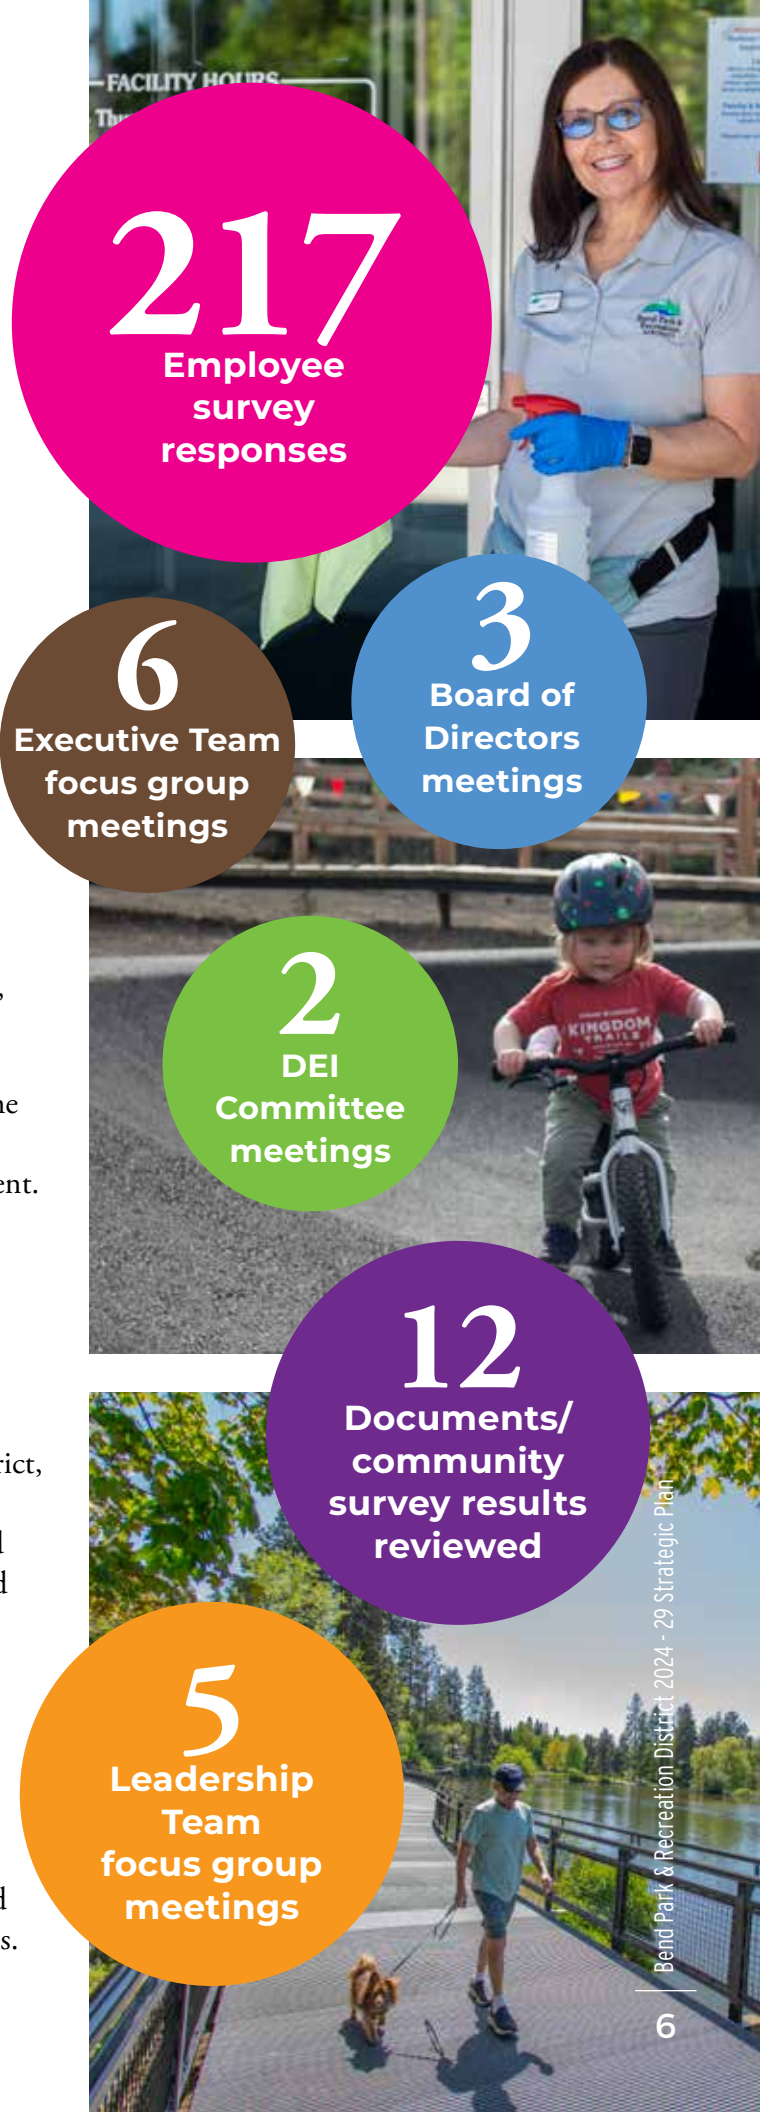 FACILITY HOURS
217
Employee
survey
responses
3
Board of
Directors
meetings
6
Executive Team
focus group
meetings
KINGDOM
TRAILS
2
DEI
Committee
meetings
ent.
12
Documents/
community
survey results
reviewed
rict,
5
Leadership
Team
focus group
meetings
s.
Bend Park & Recreation District 2024 - 29 Strategic Plan
6